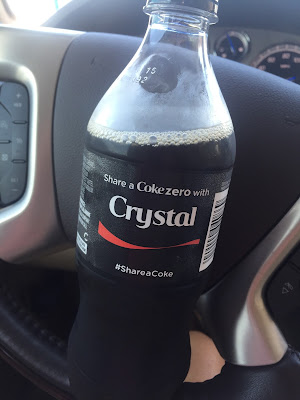 Share a Coke zero with
Crystal
#ShareaCoke